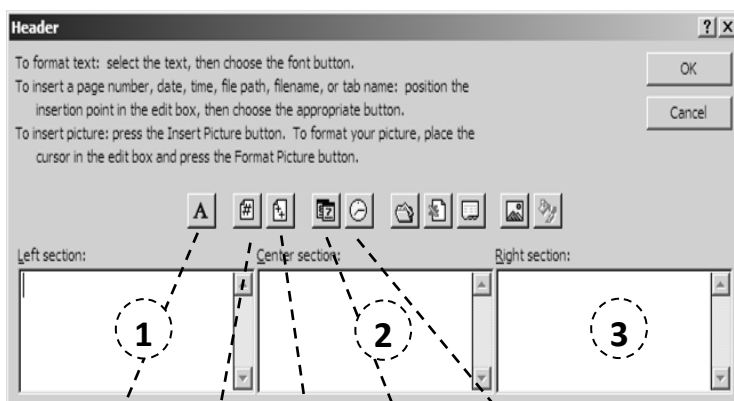 Header
To format text: select the text, then choose the font button.
To insert a page number, date, time, file path, filename, or tab name: position the
insertion point in the edit box, then choose the appropriate button.
To insert picture: press the Insert Picture button. To format your picture, place the
cursor in the edit box and press the Format Picture button.
OK
Cancel
A
Left section:
Center section:
Right section:
1
2
3